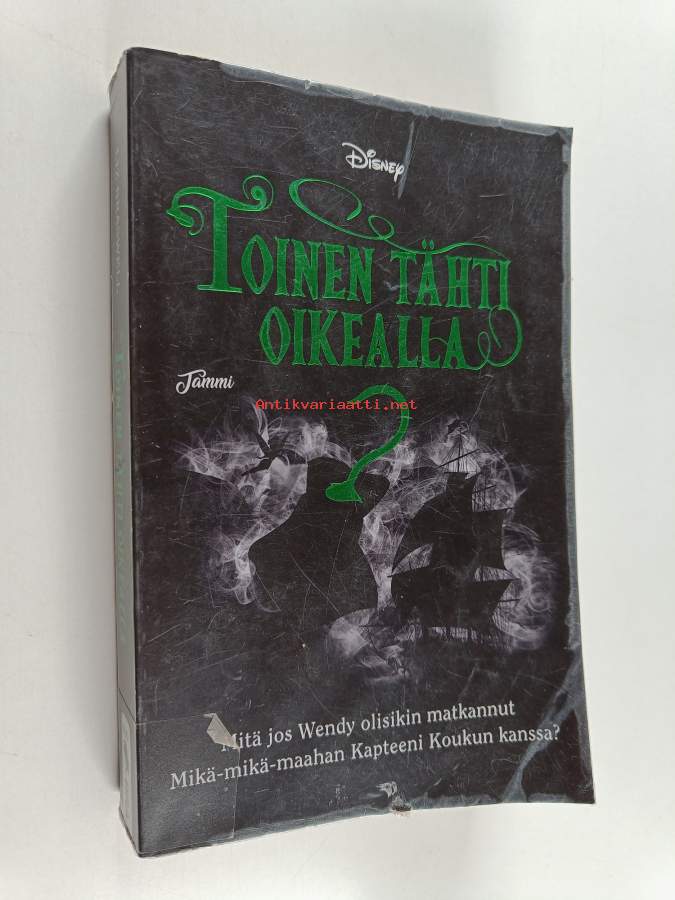 Disney
TOINEN TÄHTI
OIKEALLA
Tammi
Antikvariaatti.net
Mitä jos Wendy olisikin matkannut
Mikä-mikä-maahan Kapteeni Koukun kanssa?